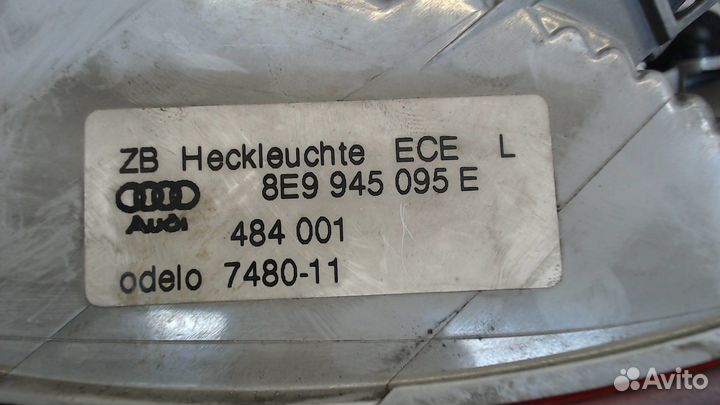 ZB Heckleuchte ECE L
8E9 945 095 E
Audi
484 001
odelo 7480-11
Avito